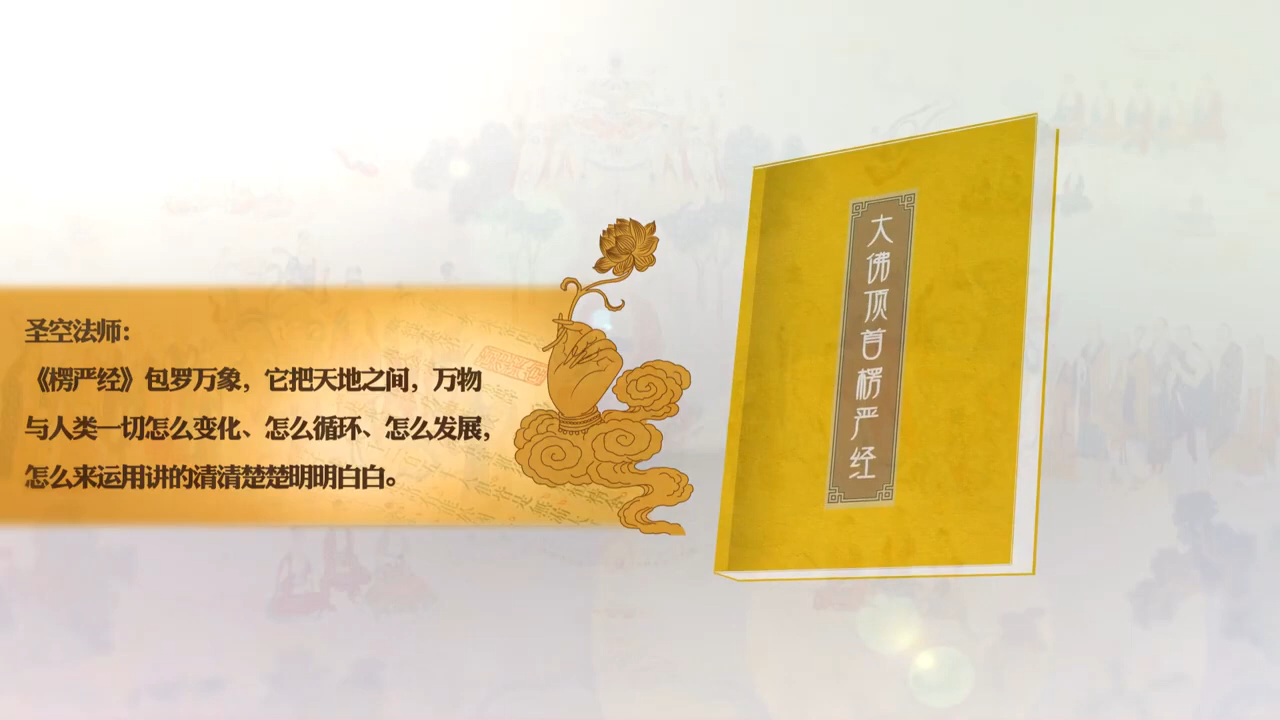 圣空法师：
《楞严经》包罗万象，它把天地之间，万物
与人类一切怎么变化、怎么循环、怎么发展，
怎么来运用讲的清清楚楚明明白白。
大佛顶首楞严经